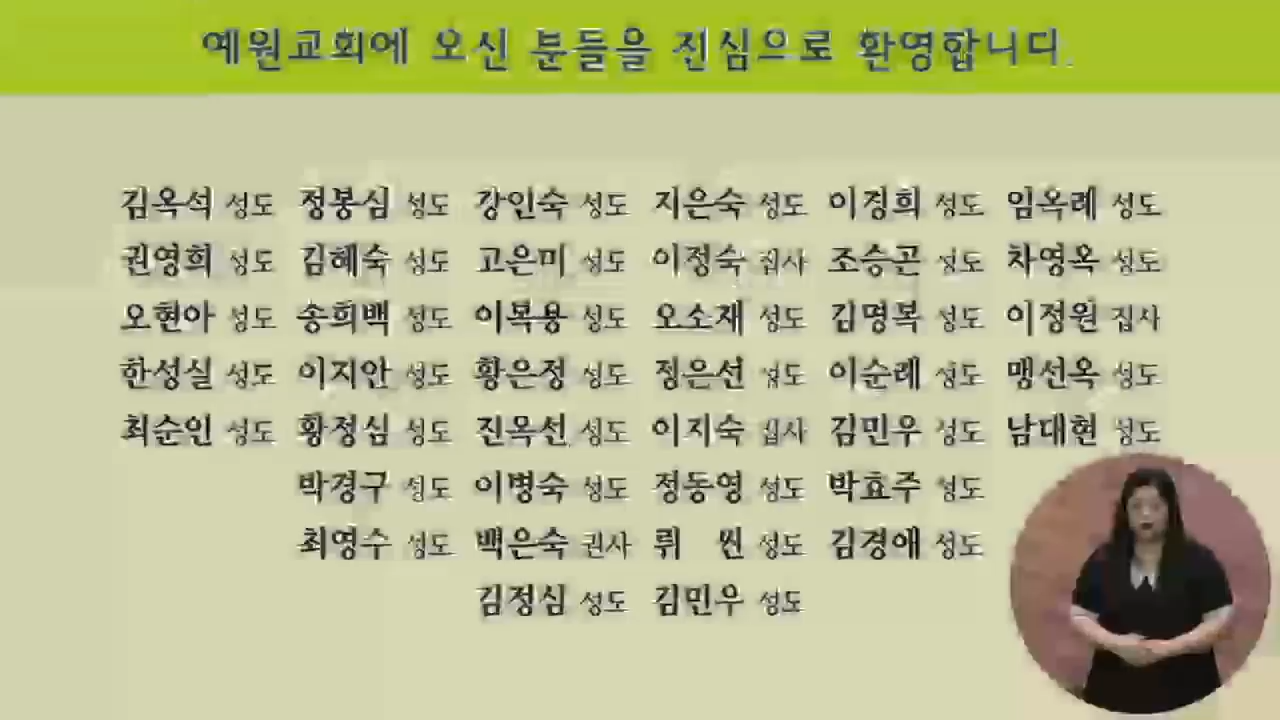 예원교회에 오신 분들을 진심으로 환영합니다.
김옥석 성도 정봉심 성도 강인숙 성도 지은숙 성도 이경희 성도 임옥례 성도
권영희 성도 김혜숙 성도 고은미 성도 이정숙 집사 조승곤 성도 차영옥 성도
오현아 성도 송희백 성도 이복용 성도 오소재 성도 김명복 성도 이정원 집사
한성실 성도 이지안 성도 황은정 성도 정은선 성도 이순례 성도 맹선옥 성도
최순인 성도 황정심 성도 진옥선 성도 이지숙 집사 김민우 성도 남대현 성도
박경구 성도 이병숙 성도 정동영 성도 박효주 성도
최영수 성도 백은숙 권사 뤼 씬 성도 김경애 성도
김정심 성도 김민우 성도